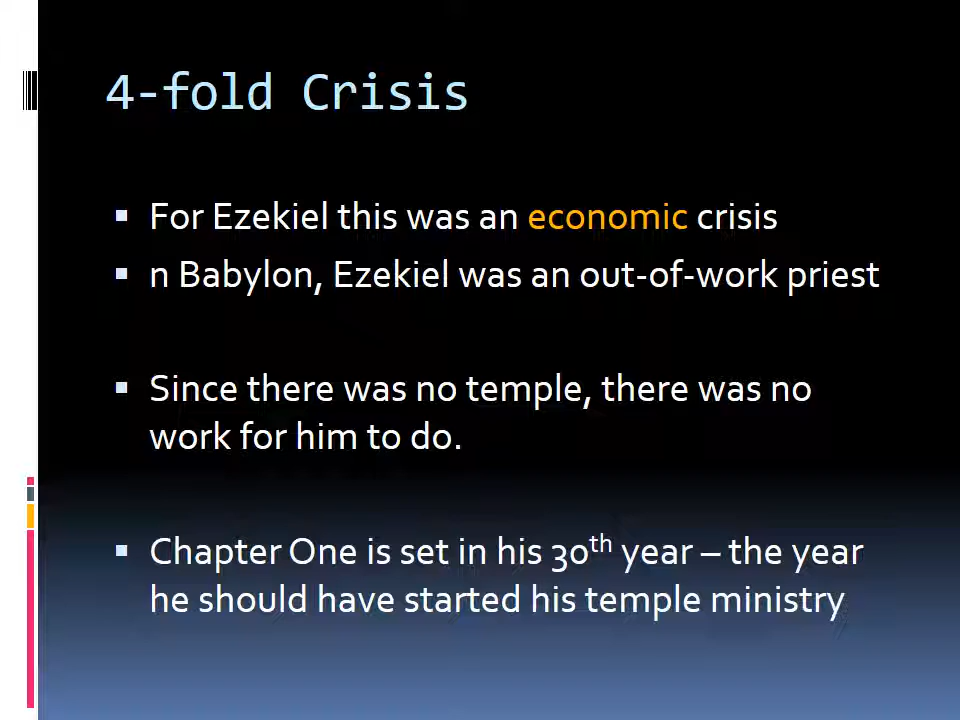 4-fold Crisis
▪ For Ezekiel this was an economic crisis
▪ n Babylon, Ezekiel was an out-of-work priest
▪ Since there was no temple, there was no
work for him to do.
▪ Chapter One is set in his 30th year – the year
he should have started his temple ministry